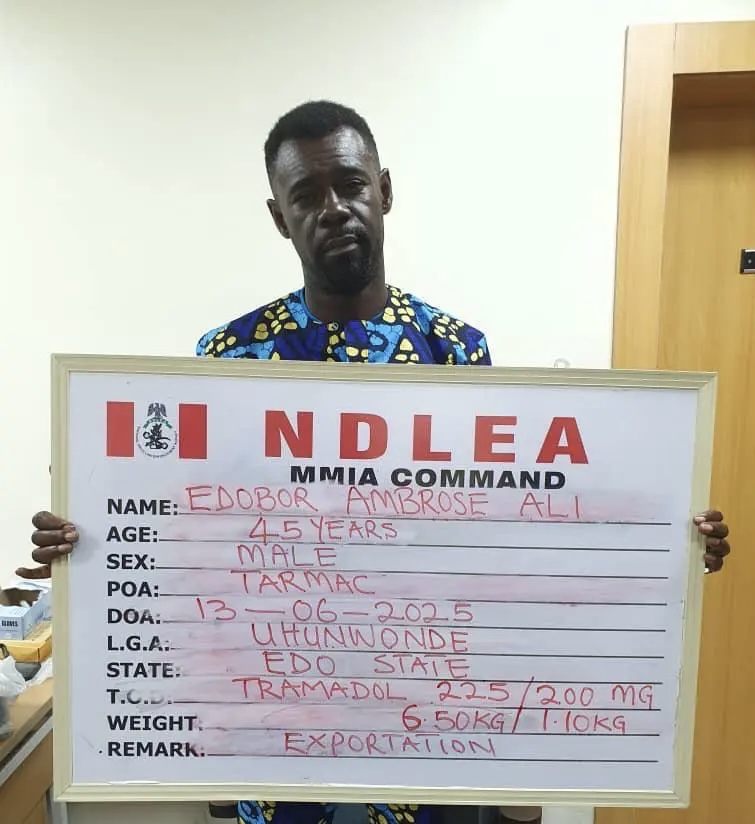 NDLEA
MMIA COMMAND
NAME: EDOBOR AMBROSE ALI
AGE: 45 YEARS
SEX: MALE
POA: TARMAC
DOA: 13-06-2025
L.G.A: UHUNWONDE
STATE: EDO STATE
T.O.D: TRAMADOL 225/200 MG
WEIGHT: 6.50KG/1.10KG
REMARK: EXPORTATION